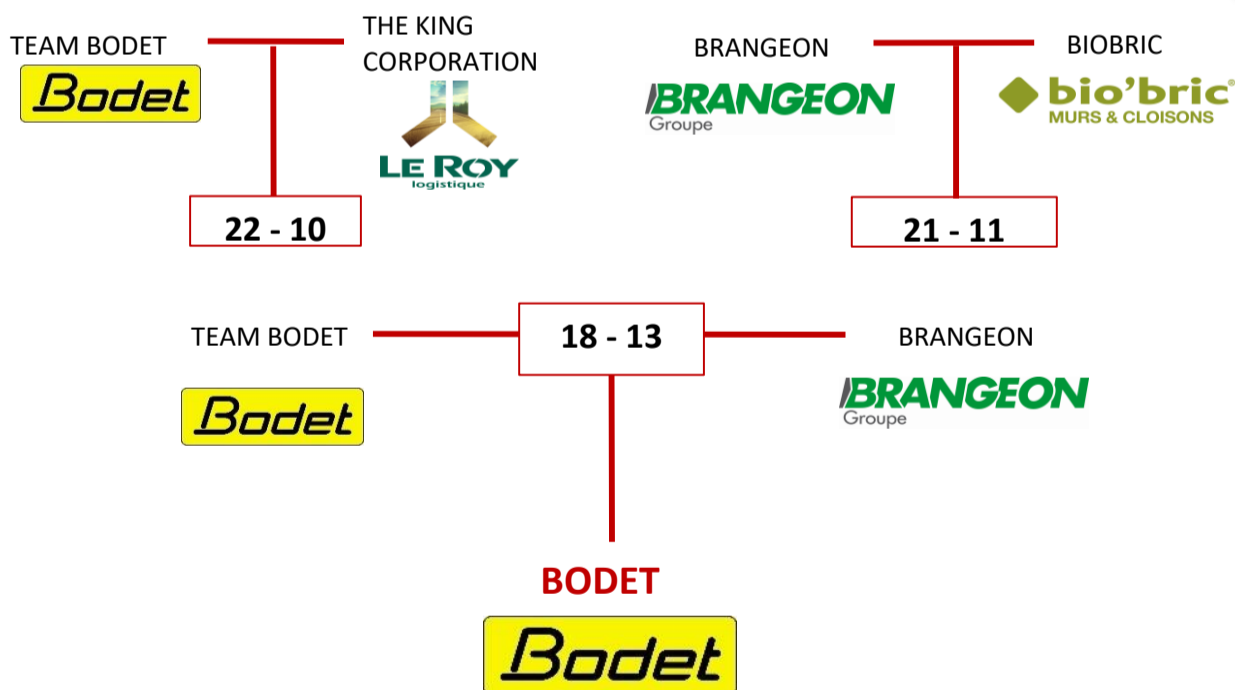 TEAM BODET
Bodet
THE KING
CORPORATION
LE ROY
logistique
22 - 10
BRANGEON
BRANGEON
Groupe
BIOBRIC
bio'bric®
MURS & CLOISONS
21 - 11
TEAM BODET
Bodet
18 - 13
BRANGEON
BRANGEON
Groupe
BODET
Bodet